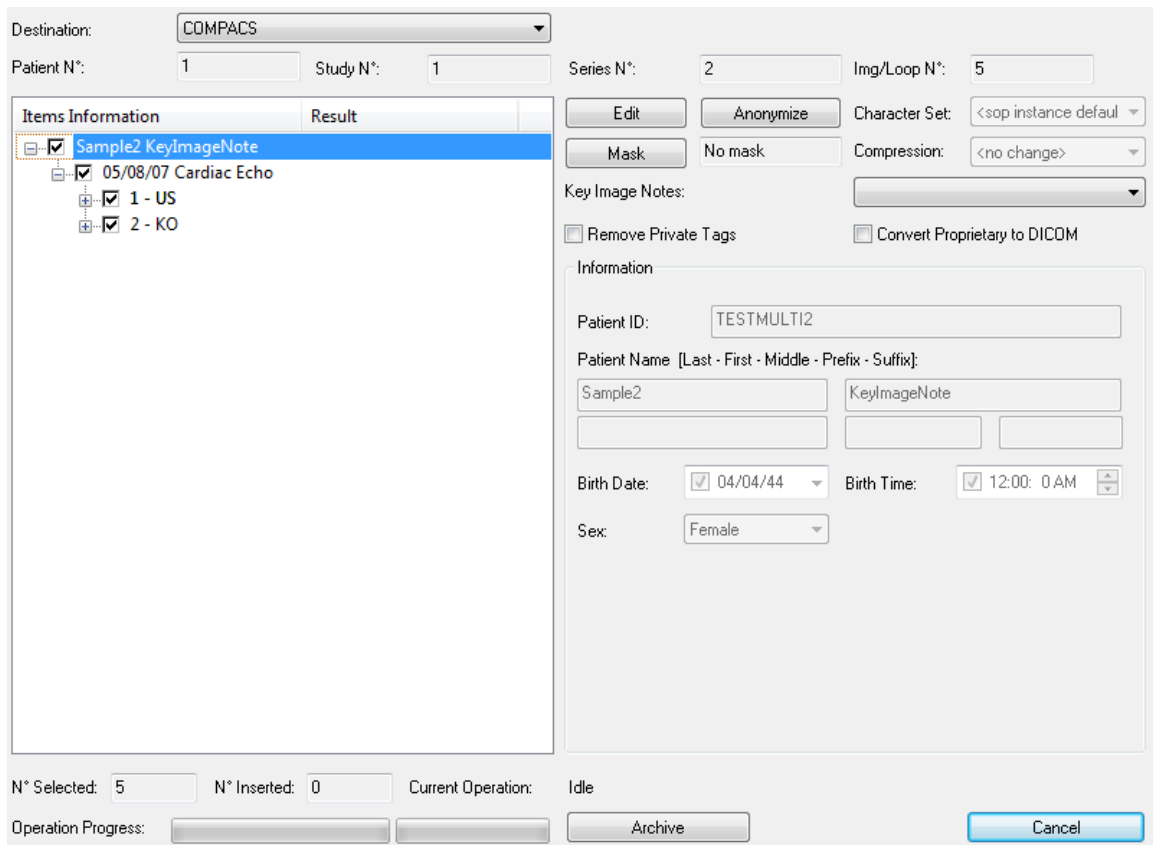 Destination: COMPACS
Patient N°: 1 Study N°: 1 Series N°: 2 Img/Loop N°: 5
Items Information Result
Sample2 KeyImageNote
05/08/07 Cardiac Echo
1 - US
2 - KO
Edit Anonymize Character Set: <sop instance defaul
Mask No mask Compression: <no change>
Key Image Notes:
Remove Private Tags Convert Proprietary to DICOM
Information
Patient ID: TESTMULTI2
Patient Name [Last - First - Middle - Prefix - Suffix]:
Sample2 KeyImageNote
Birth Date: 04/04/44 Birth Time: 12:00: 0 AM
Sex: Female
N° Selected: 5 N° Inserted: 0 Current Operation: Idle
Operation Progress: Archive Cancel